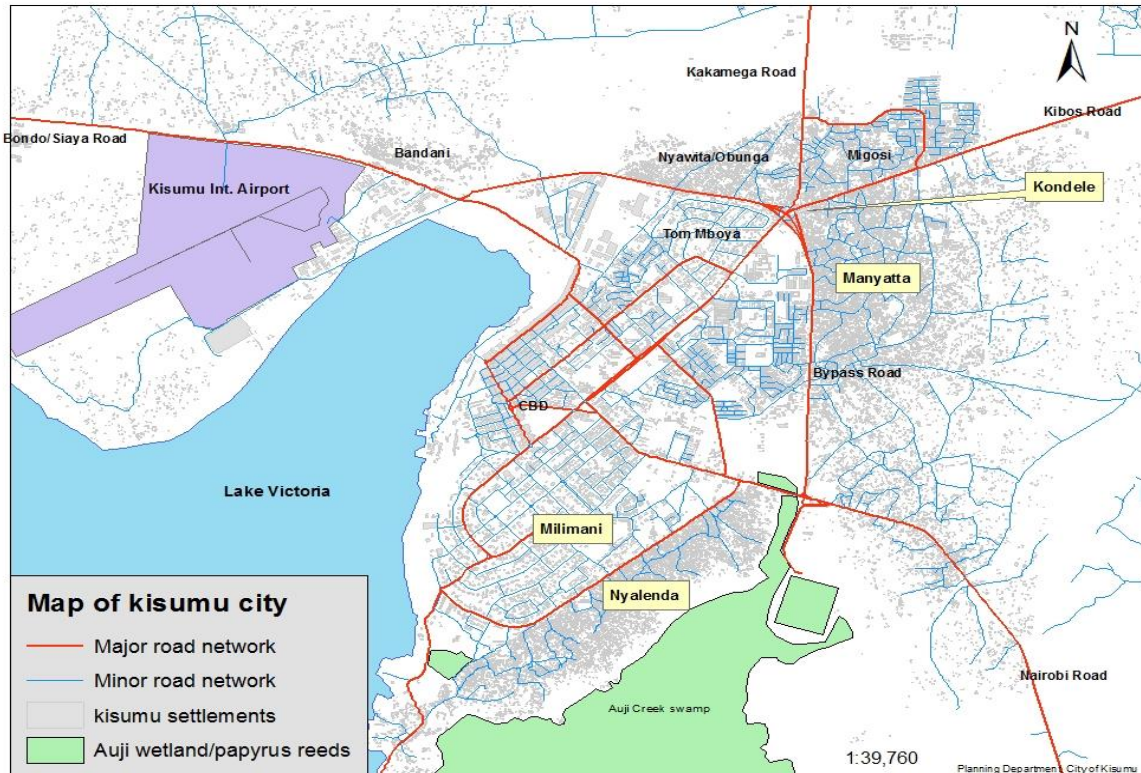 N
Kakamega Road
Kibos Road
Bondo/Siaya Road
Bandani
Nyawita/Obunga
Migosi
Kisumu Int. Airport
Kondele
Tom Mboya
Manyatta
Bypass Road
CBD
Lake Victoria
Milimani
Nyalenda
Nairobi Road
Auji Creek swamp
Map of kisumu city
Major road network
Minor road network
kisumu settlements
Auji wetland/papyrus reeds
1:39,760
Planning Department, City of Kisumu